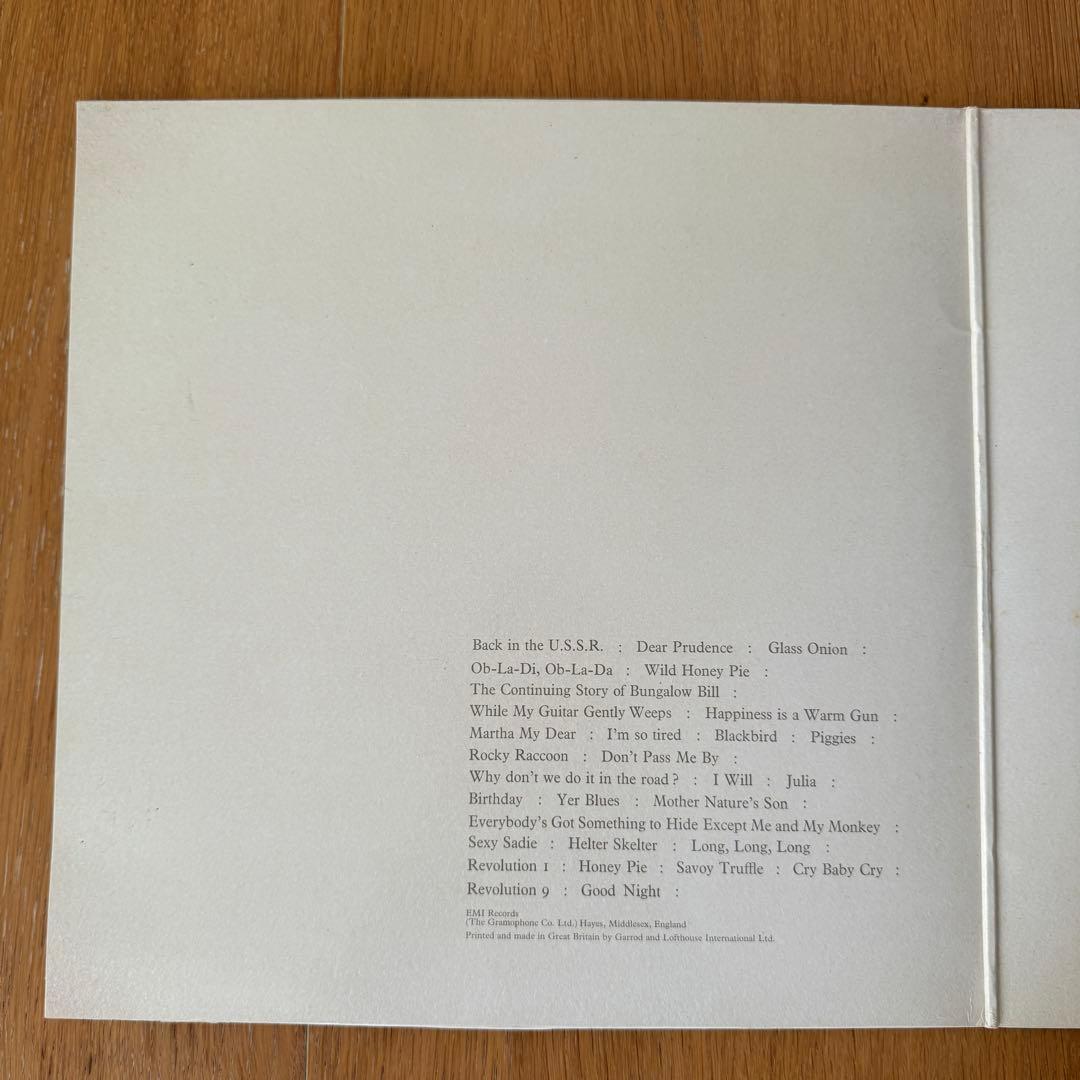 Back in the U.S.S.R. : Dear Prudence : Glass Onion :
Ob-La-Di, Ob-La-Da : Wild Honey Pie :
The Continuing Story of Bungalow Bill :
While My Guitar Gently Weeps : Happiness is a Warm Gun :
Martha My Dear : I'm so tired : Blackbird : Piggies :
Rocky Raccoon : Don't Pass Me By :
Why don't we do it in the road? : I Will : Julia :
Birthday : Yer Blues : Mother Nature's Son :
Everybody's Got Something to Hide Except Me and My Monkey :
Sexy Sadie : Helter Skelter : Long, Long, Long :
Revolution 1 : Honey Pie : Savoy Truffle : Cry Baby Cry :
Revolution 9 : Good Night :
EMI Records
(The Gramophone Co. Ltd.) Hayes, Middlesex, England
Printed and made in Great Britain by Garrod and Lofthouse International Ltd.